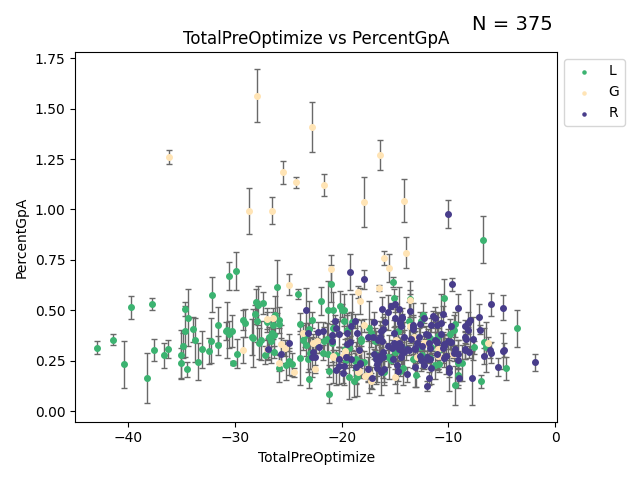 N = 375
TotalPreOptimize vs PercentGpA
L
G
R
PercentGpA
1.75
1.50
1.25
1.00
0.75
0.50
0.25
0.00
−40 −30 −20 −10 0
TotalPreOptimize